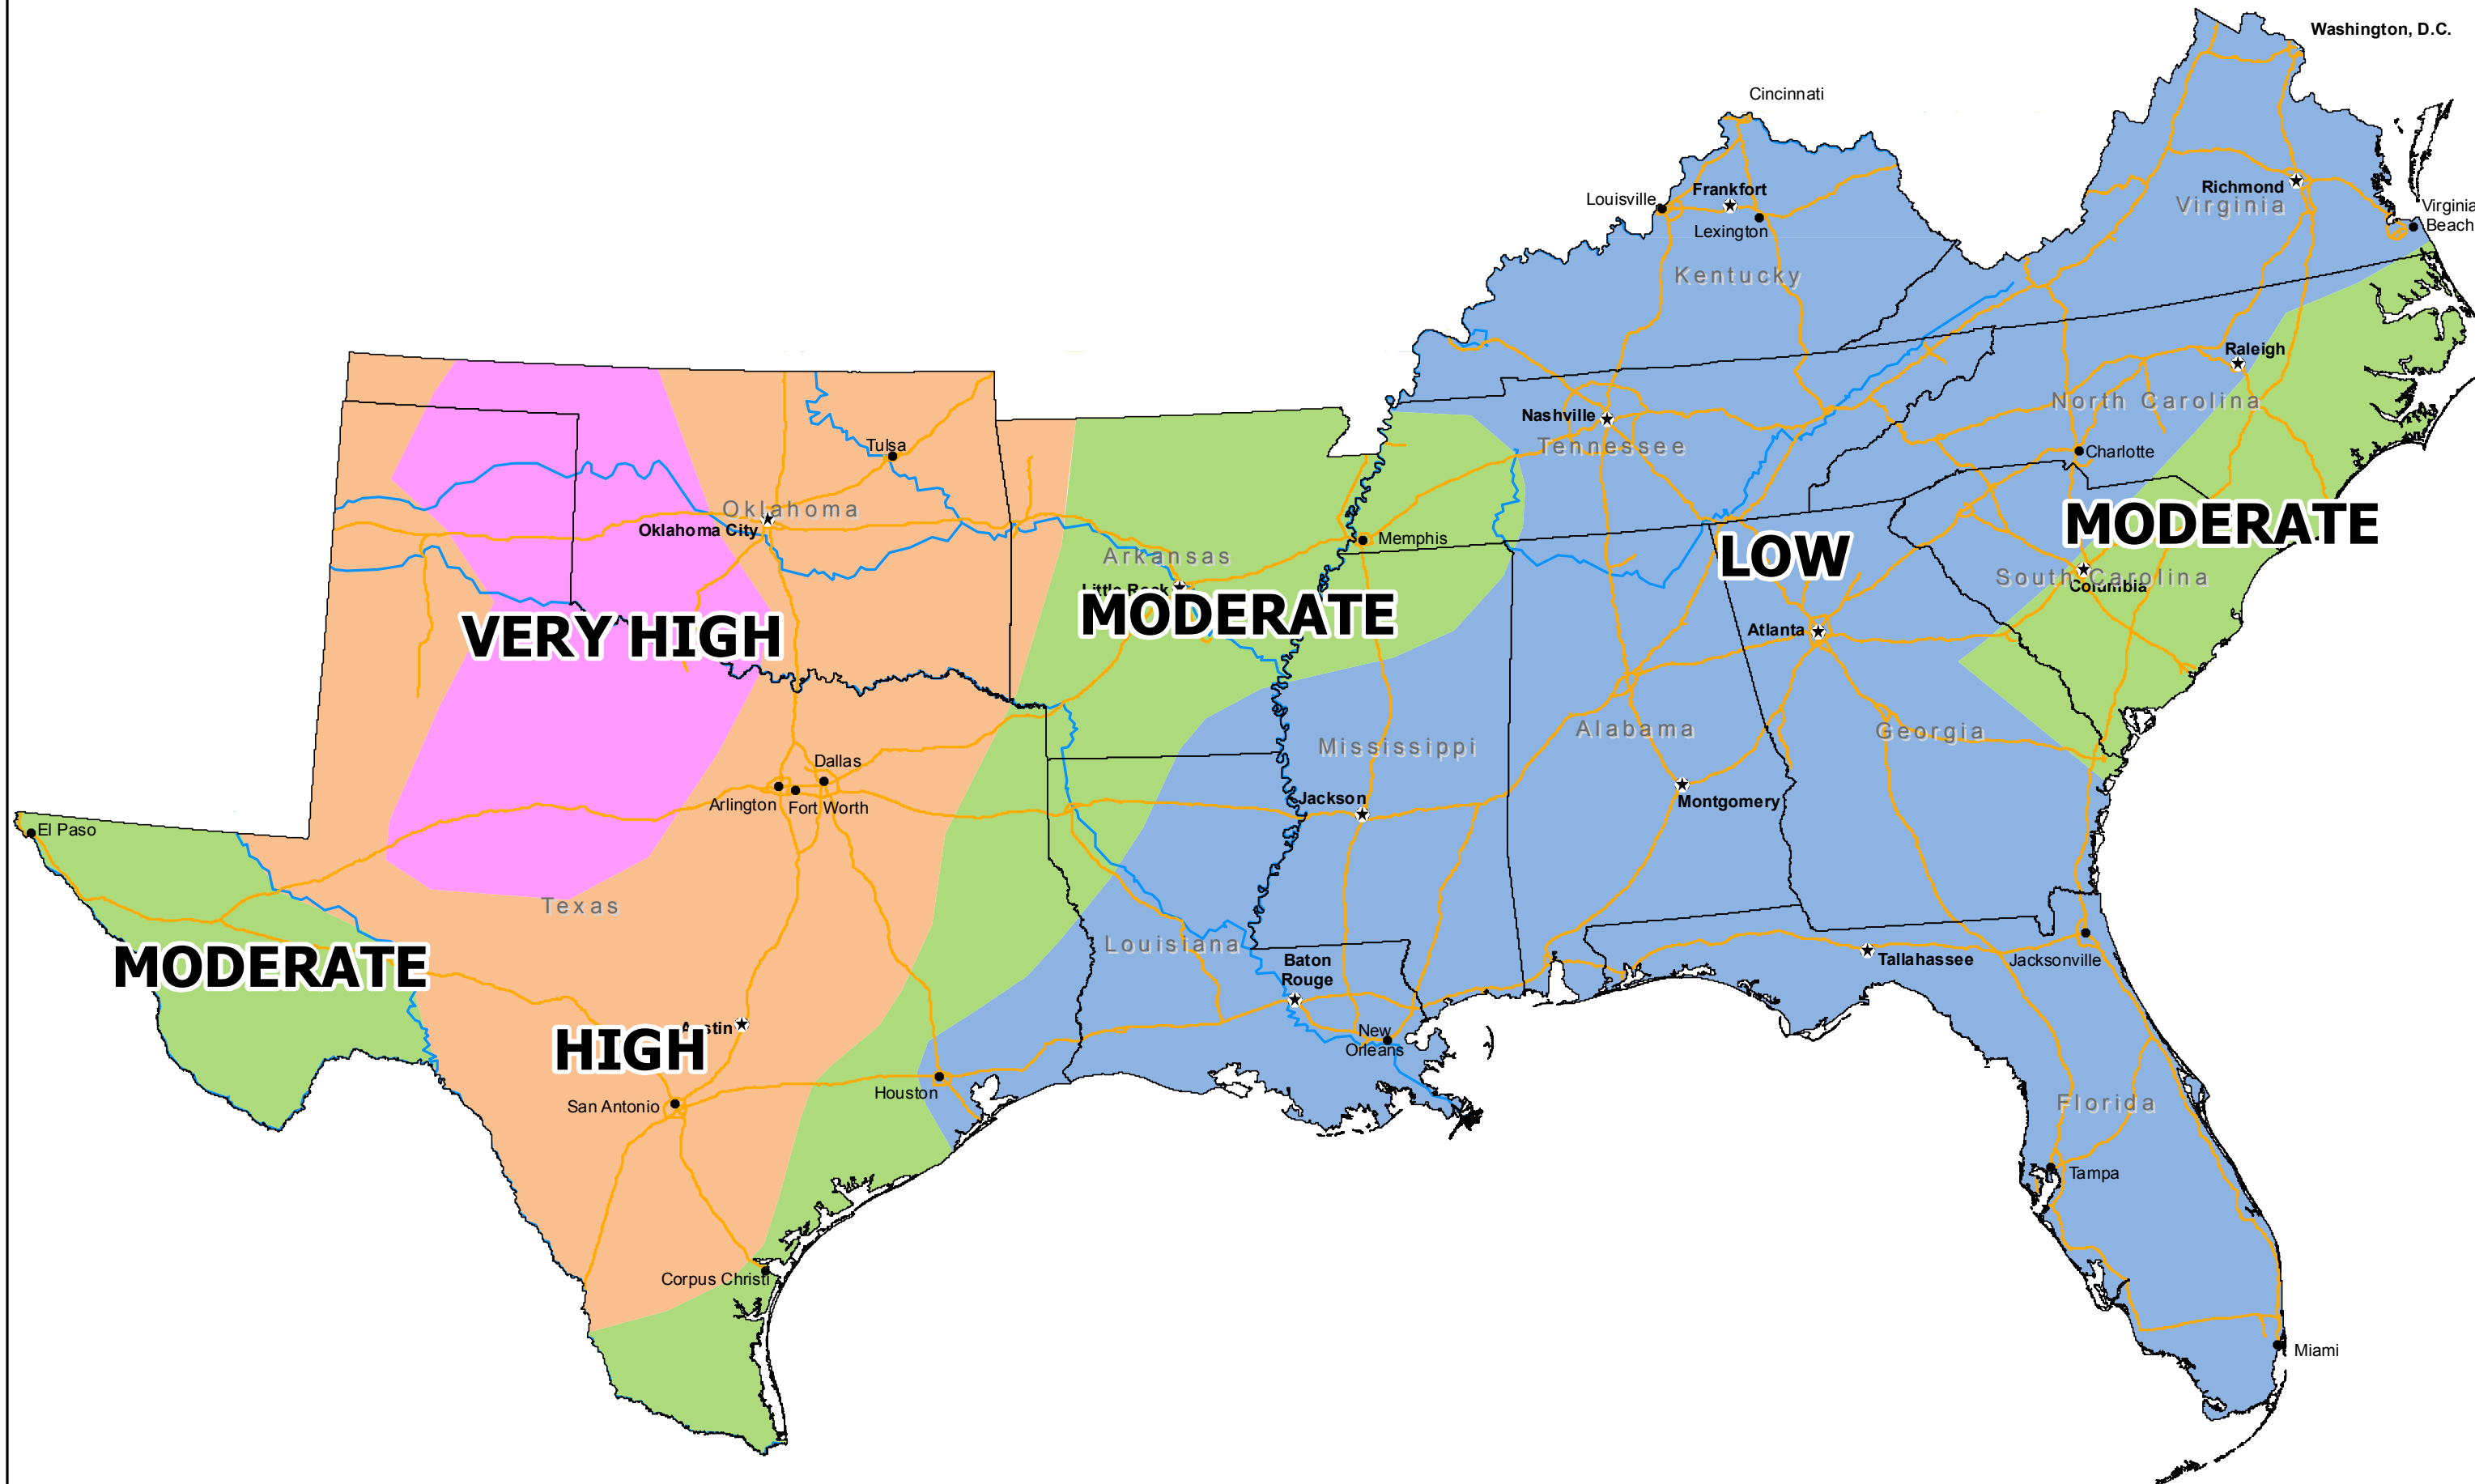 Washington, D.C.
Cincinnati
Louisville
Frankfort
Lexington
Kentucky
Richmond
Virginia
Virginia
Beach
Raleigh
North Carolina
Nashville
Tennessee
Charlotte
Tulsa
Oklahoma
Oklahoma City
Memphis
Arkansas
Little Rock
MODERATE
MODERATE
LOW
South Carolina
Columbia
VERY HIGH
Atlanta
Mississippi
Alabama
Georgia
Dallas
Arlington
Fort Worth
Jackson
Montgomery
El Paso
Texas
MODERATE
Louisiana
Baton
Rouge
Tallahassee
Jacksonville
Austin
HIGH
New
Orleans
Houston
San Antonio
Florida
Tampa
Corpus Christi
Miami